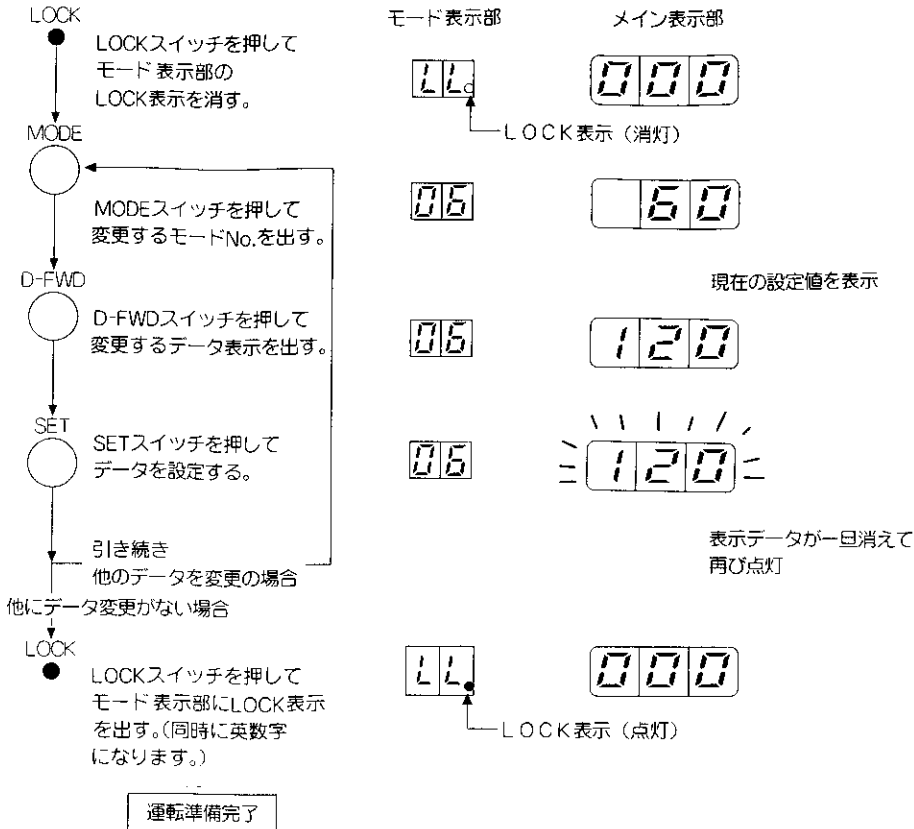 LOCK
LOCKスイッチを押して
モード表示部の
LOCK表示を消す。
モード表示部
メイン表示部
LL.
000
LOCK表示（消灯）
MODE
MODEスイッチを押して
変更するモードNo.を出す。
06
60
現在の設定値を表示
D-FWD
D-FWDスイッチを押して
変更するデータ表示を出す。
06
120
SET
SETスイッチを押して
データを設定する。
06
120
表示データが一旦消えて
再び点灯
引き続き
他のデータを変更の場合
他にデータ変更がない場合
LOCK
LOCKスイッチを押して
モード表示部にLOCK表示
を出す。(同時に英数字
になります。)
LL.
000
LOCK表示（点灯）
運転準備完了